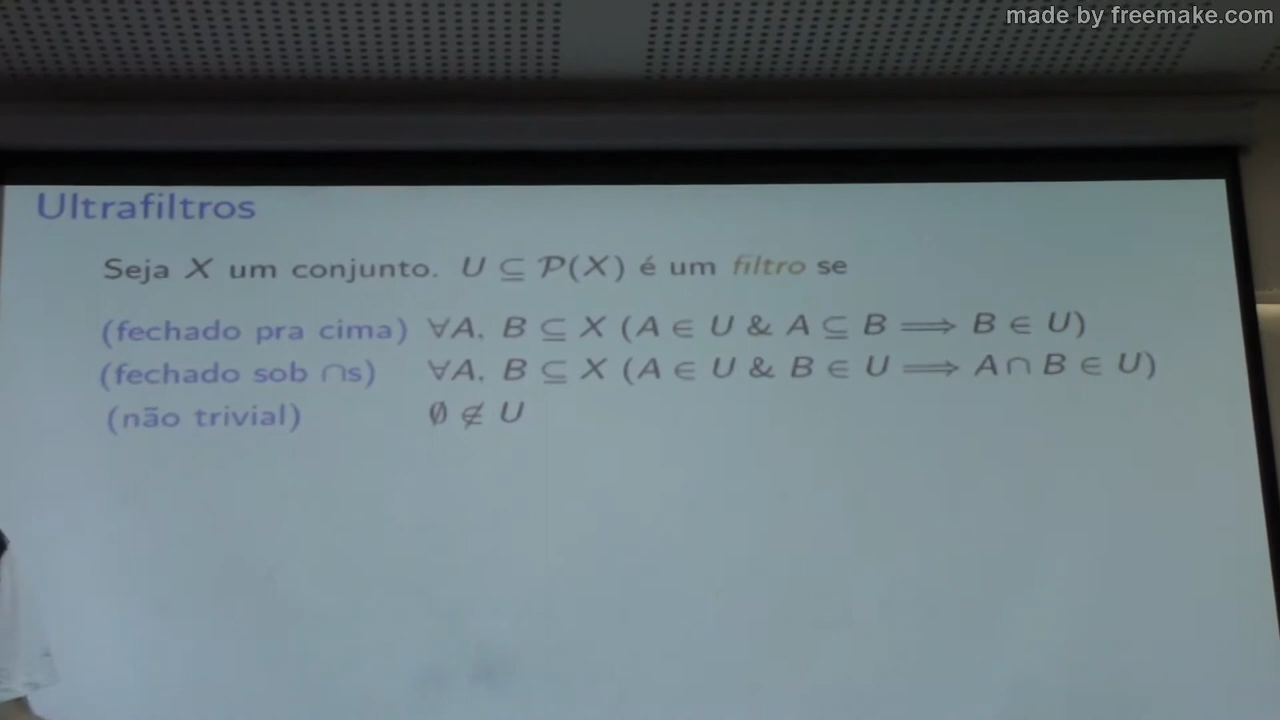 made by freemake.com
Ultrafiltros
Seja X um conjunto. U ⊆ P(X) é um filtro se
(fechado pra cima) ∀A, B ⊆ X (A ∈ U & A ⊆ B ⟹ B ∈ U)
(fechado sob ∩s) ∀A, B ⊆ X (A ∈ U & B ∈ U ⟹ A ∩ B ∈ U)
(não trivial) ∅ ∉ U